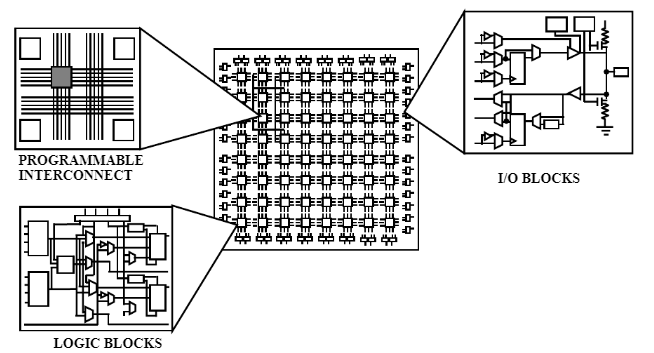 PROGRAMMABLE
INTERCONNECT
I/O BLOCKS
LOGIC BLOCKS